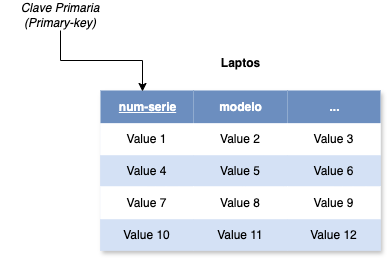 Clave Primaria
(Primary-key)
Laptos
num-serie modelo ...
Value 1 Value 2 Value 3
Value 4 Value 5 Value 6
Value 7 Value 8 Value 9
Value 10 Value 11 Value 12